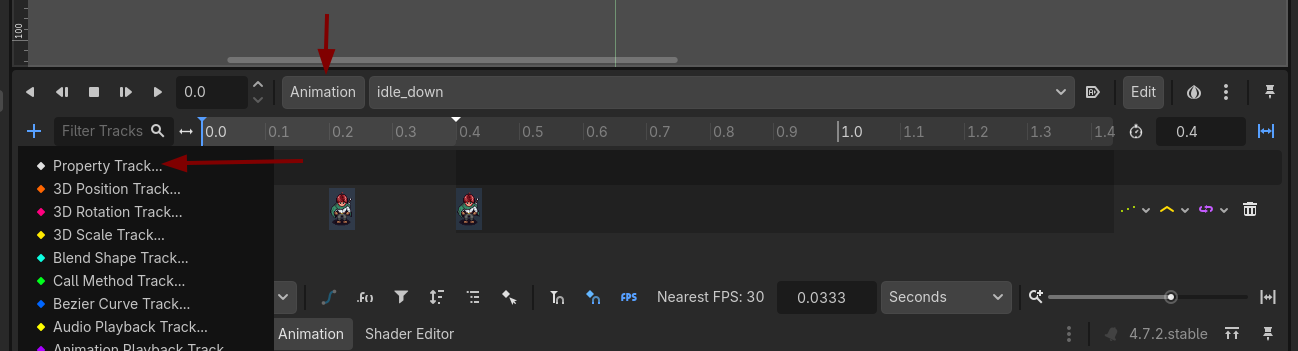 100
0.0
Animation
idle_down
Edit
Filter Tracks
0.0 0.1 0.2 0.3 0.4 0.5 0.6 0.7 0.8 0.9 1.0 1.1 1.2 1.3 1.4
0.4
Property Track...
3D Position Track...
3D Rotation Track...
3D Scale Track...
Blend Shape Track...
Call Method Track...
Bezier Curve Track...
.f()
FPS
Nearest FPS: 30
0.0333
Seconds
Audio Playback Track...
Animation
Shader Editor
4.7.2.stable
Animation Playback Track